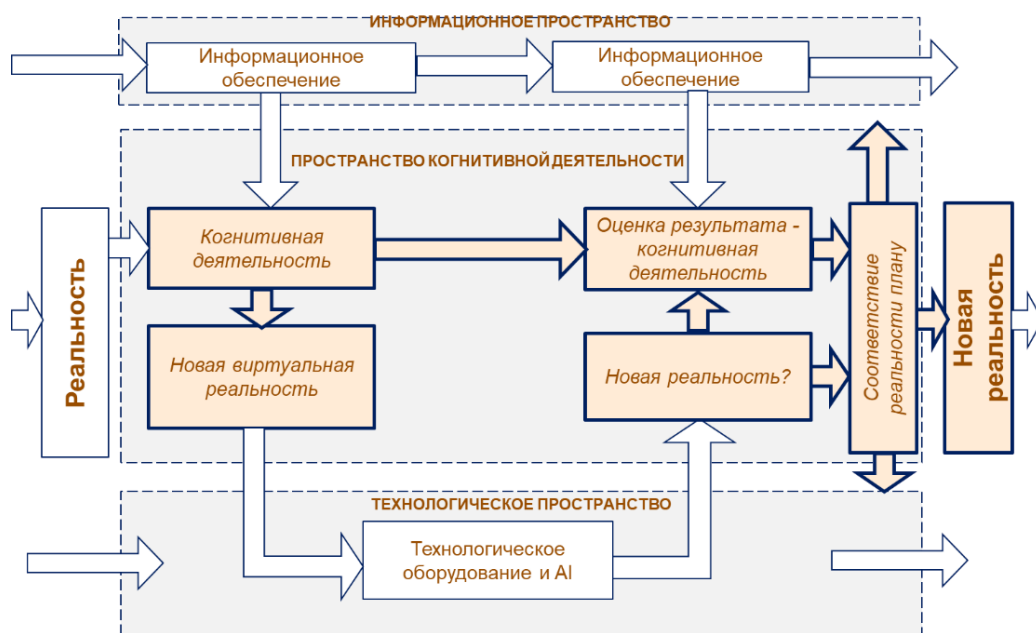 ИНФОРМАЦИОННОЕ ПРОСТРАНСТВО
Информационное
обеспечение
Информационное
обеспечение
ПРОСТРАНСТВО КОГНИТИВНОЙ ДЕЯТЕЛЬНОСТИ
Реальность
Когнитивная
деятельность
Оценка результата -
когнитивная
деятельность
Новая виртуальная
реальность
Новая реальность?
Соответствие
реальности плану
Новая
реальность
ТЕХНОЛОГИЧЕСКОЕ ПРОСТРАНСТВО
Технологическое
оборудование и AI